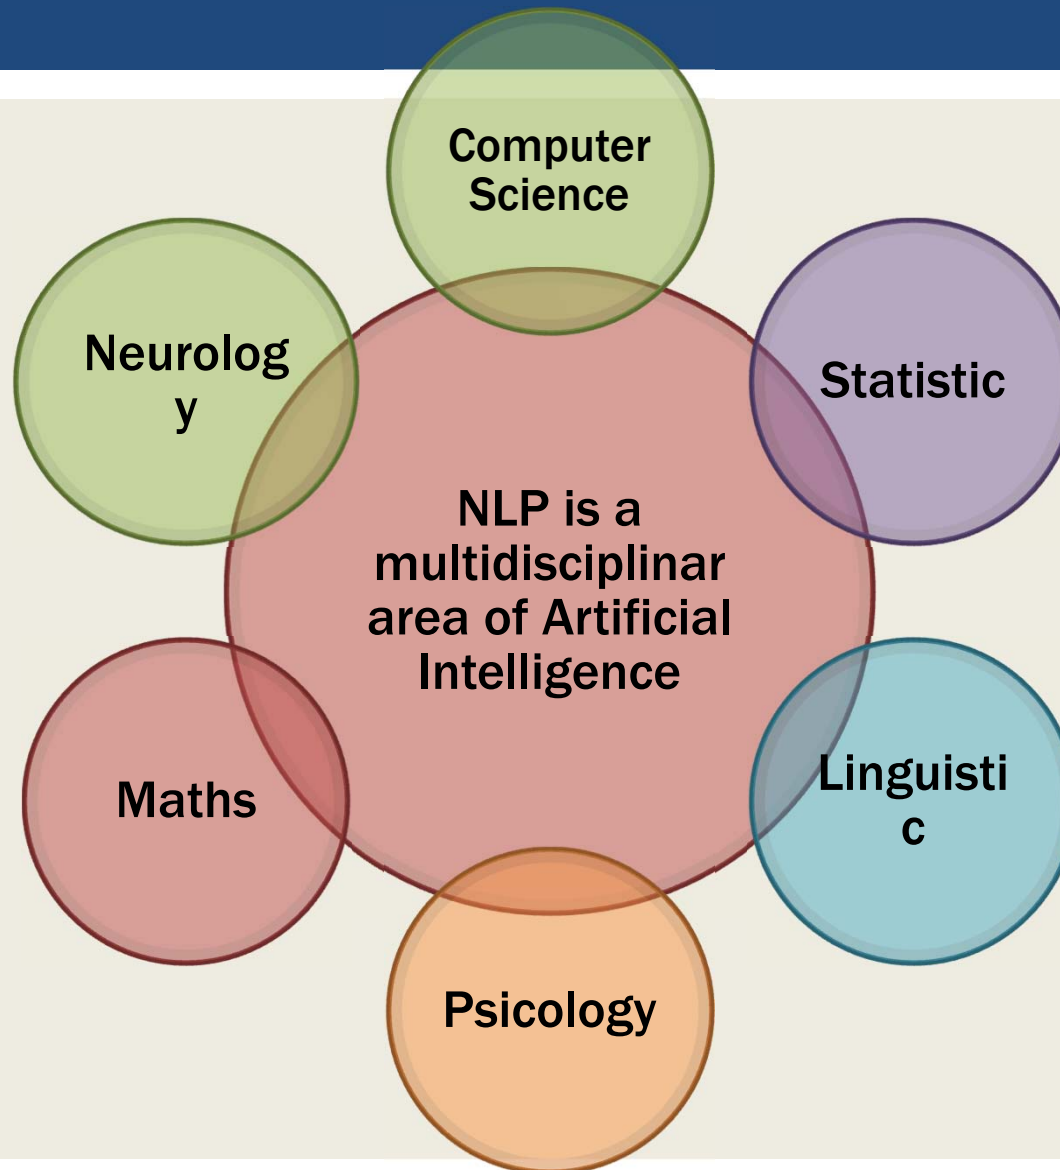 Computer
Science
Neurolog
y
Statistic
NLP is a
multidisciplinar
area of Artificial
Intelligence
Maths
Linguisti
c
Psicology